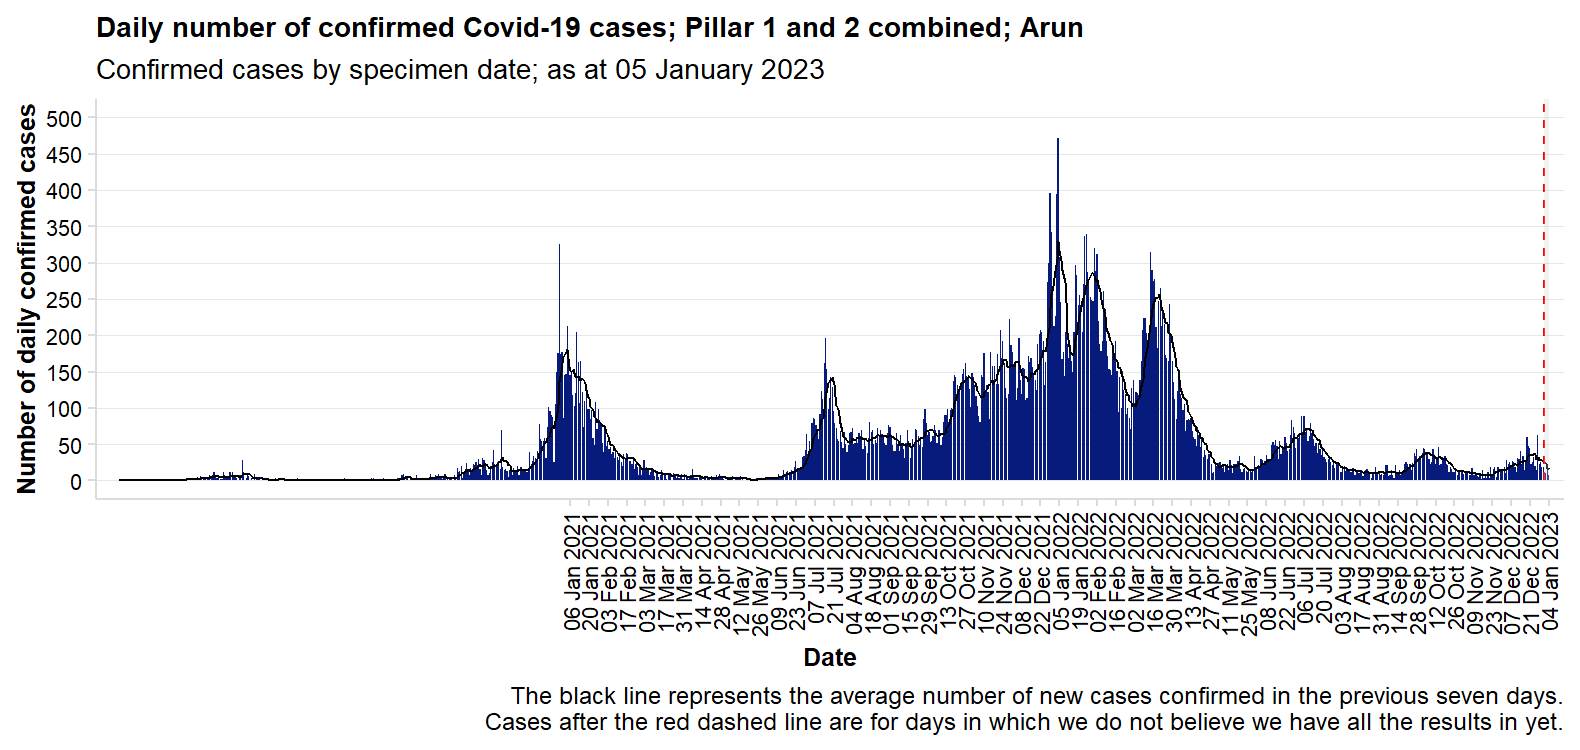 Daily number of confirmed Covid-19 cases; Pillar 1 and 2 combined; Arun
Confirmed cases by specimen date; as at 05 January 2023
Number of daily confirmed cases
500
450
400
350
300
250
200
150
100
50
0
06 Jan 2021
20 Jan 2021
03 Feb 2021
17 Feb 2021
03 Mar 2021
17 Mar 2021
31 Mar 2021
14 Apr 2021
28 Apr 2021
12 May 2021
26 May 2021
09 Jun 2021
23 Jun 2021
07 Jul 2021
21 Jul 2021
04 Aug 2021
18 Aug 2021
01 Sep 2021
15 Sep 2021
29 Sep 2021
13 Oct 2021
27 Oct 2021
10 Nov 2021
24 Nov 2021
08 Dec 2021
22 Dec 2021
05 Jan 2022
19 Jan 2022
02 Feb 2022
16 Feb 2022
02 Mar 2022
16 Mar 2022
30 Mar 2022
13 Apr 2022
27 Apr 2022
11 May 2022
25 May 2022
08 Jun 2022
22 Jun 2022
06 Jul 2022
20 Jul 2022
03 Aug 2022
17 Aug 2022
31 Aug 2022
14 Sep 2022
28 Sep 2022
12 Oct 2022
26 Oct 2022
09 Nov 2022
23 Nov 2022
07 Dec 2022
21 Dec 2022
04 Jan 2023
Date
The black line represents the average number of new cases confirmed in the previous seven days.
Cases after the red dashed line are for days in which we do not believe we have all the results in yet.